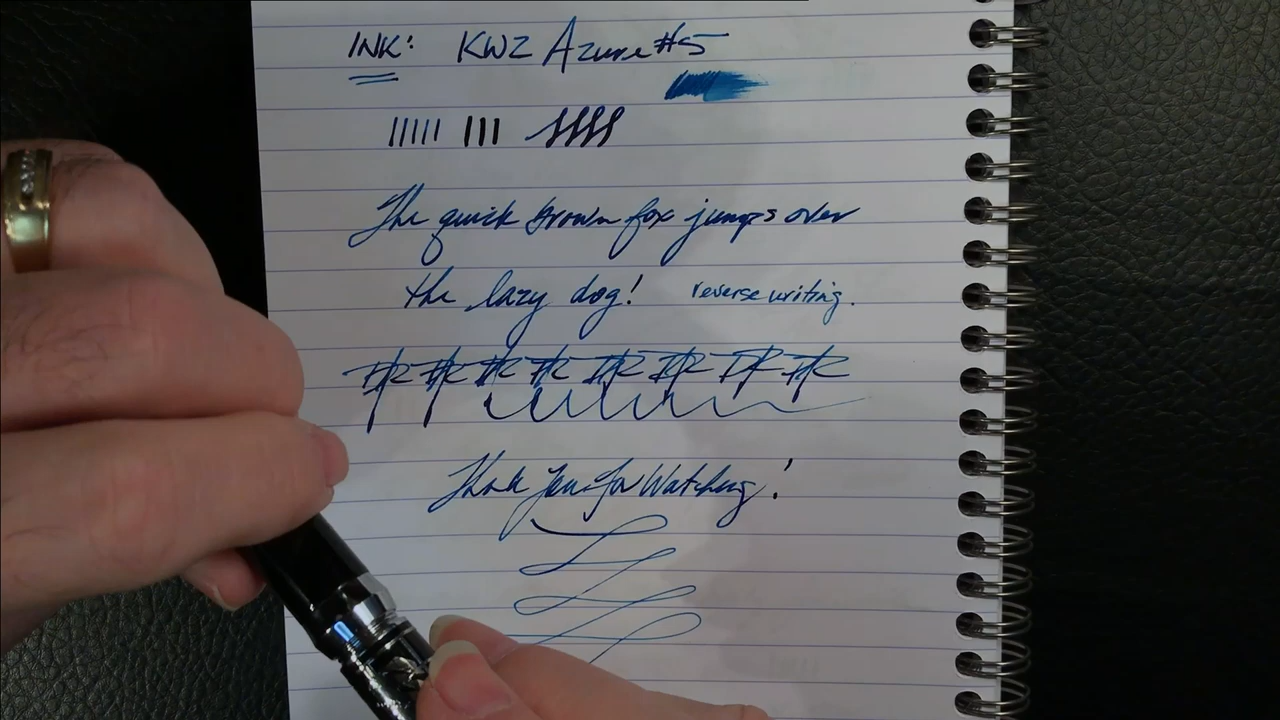 INK: KWZ Azure #5
The quick brown fox jumps over
the lazy dog! reverse writing.
Thank You for Watching!